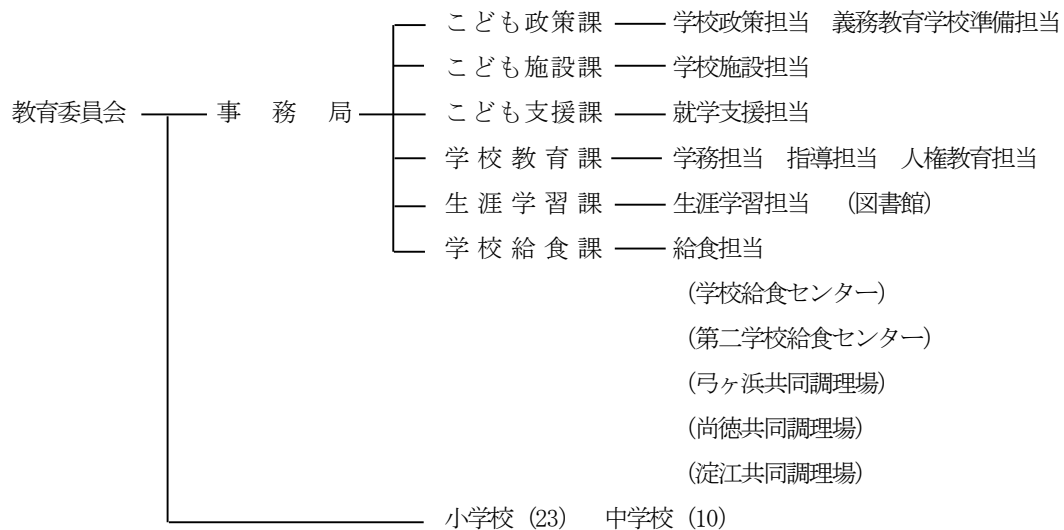 こども政策課 学校政策担当 義務教育学校準備担当
こども施設課 学校施設担当
教育委員会 事務局 こども支援課 就学支援担当
学校教育課 学務担当 指導担当 人権教育担当
生涯学習課 生涯学習担当 (図書館)
学校給食課 給食担当
(学校給食センター)
(第二学校給食センター)
(弓ヶ浜共同調理場)
(尚徳共同調理場)
(淀江共同調理場)
小学校 (23) 中学校 (10)